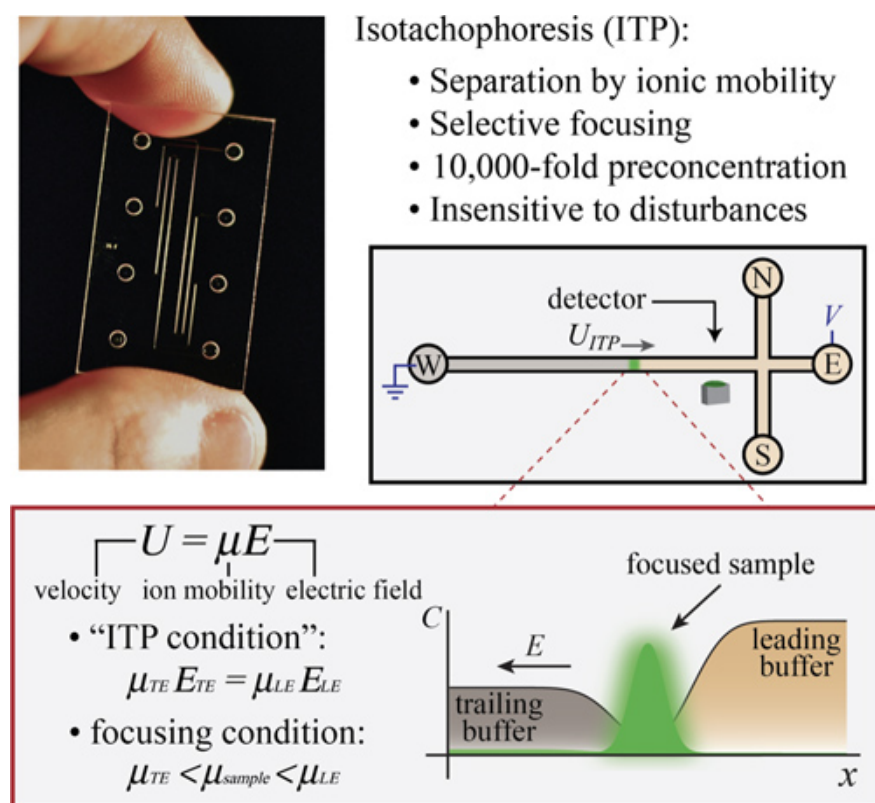 Isotachophoresis (ITP):
• Separation by ionic mobility
• Selective focusing
• 10,000-fold preconcentration
• Insensitive to disturbances
N
detector
V
U_ITP
W
E
S
U = μE
velocity ion mobility electric field
• “ITP condition”:
μ_TE E_TE = μ_LE E_LE
• focusing condition:
μ_TE < μ_sample < μ_LE
focused sample
C
E
leading
buffer
trailing
buffer
x